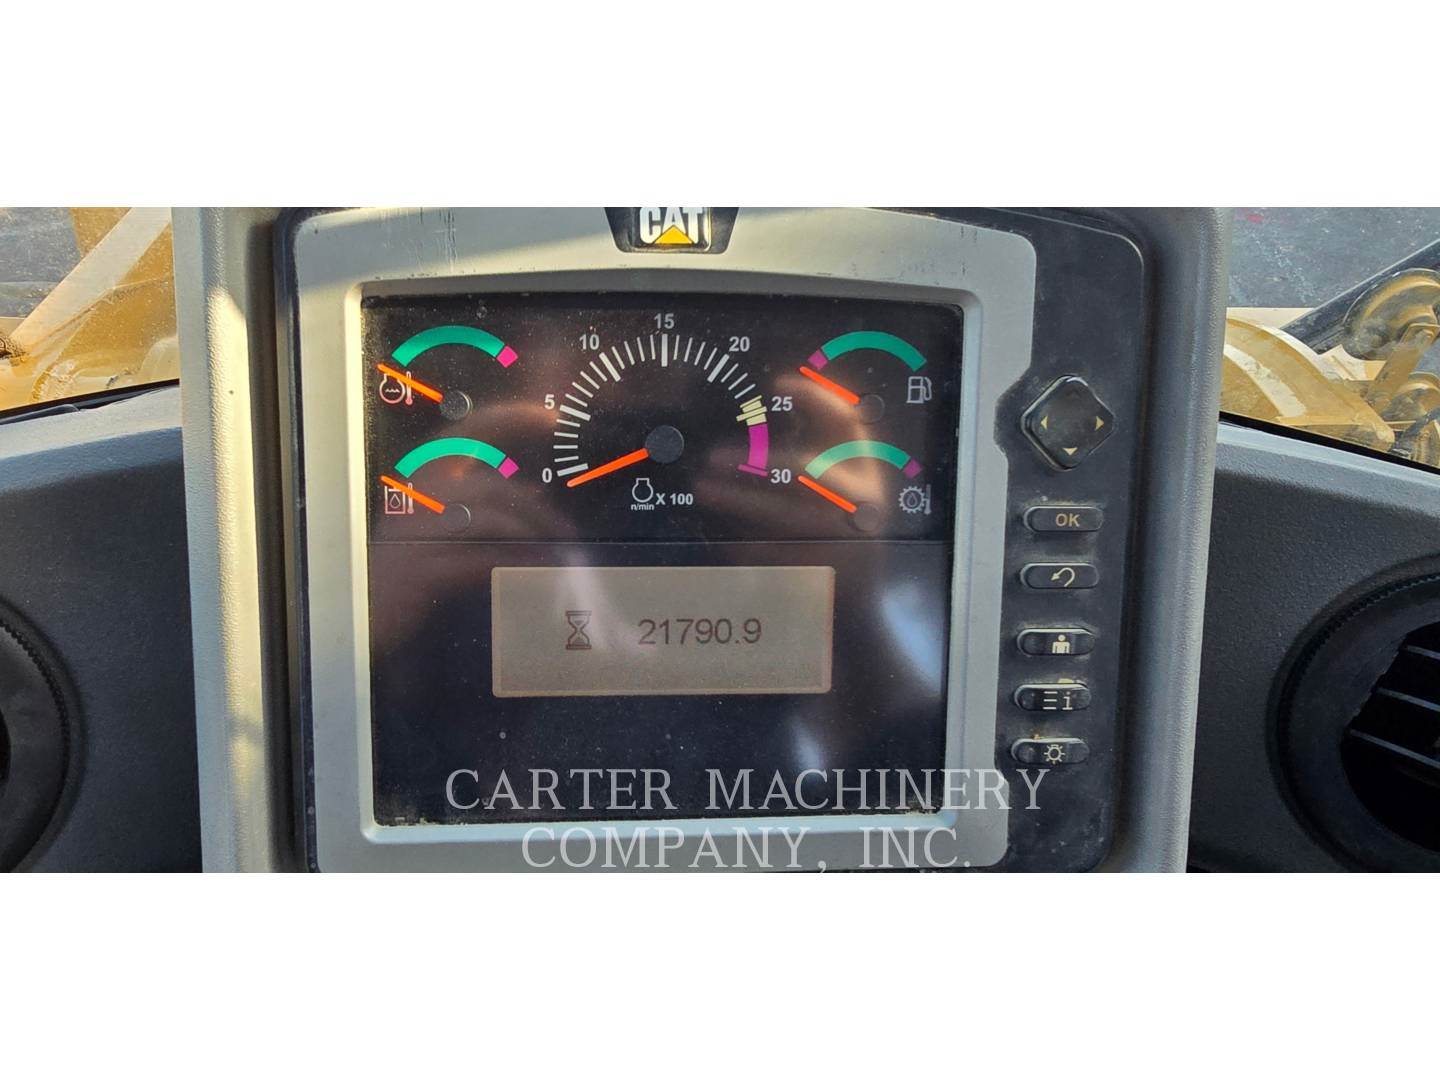 CAT
15
10
20
5
25
0
30
n/min X 100
OK
21790.9
i
CARTER MACHINERY
COMPANY, INC.